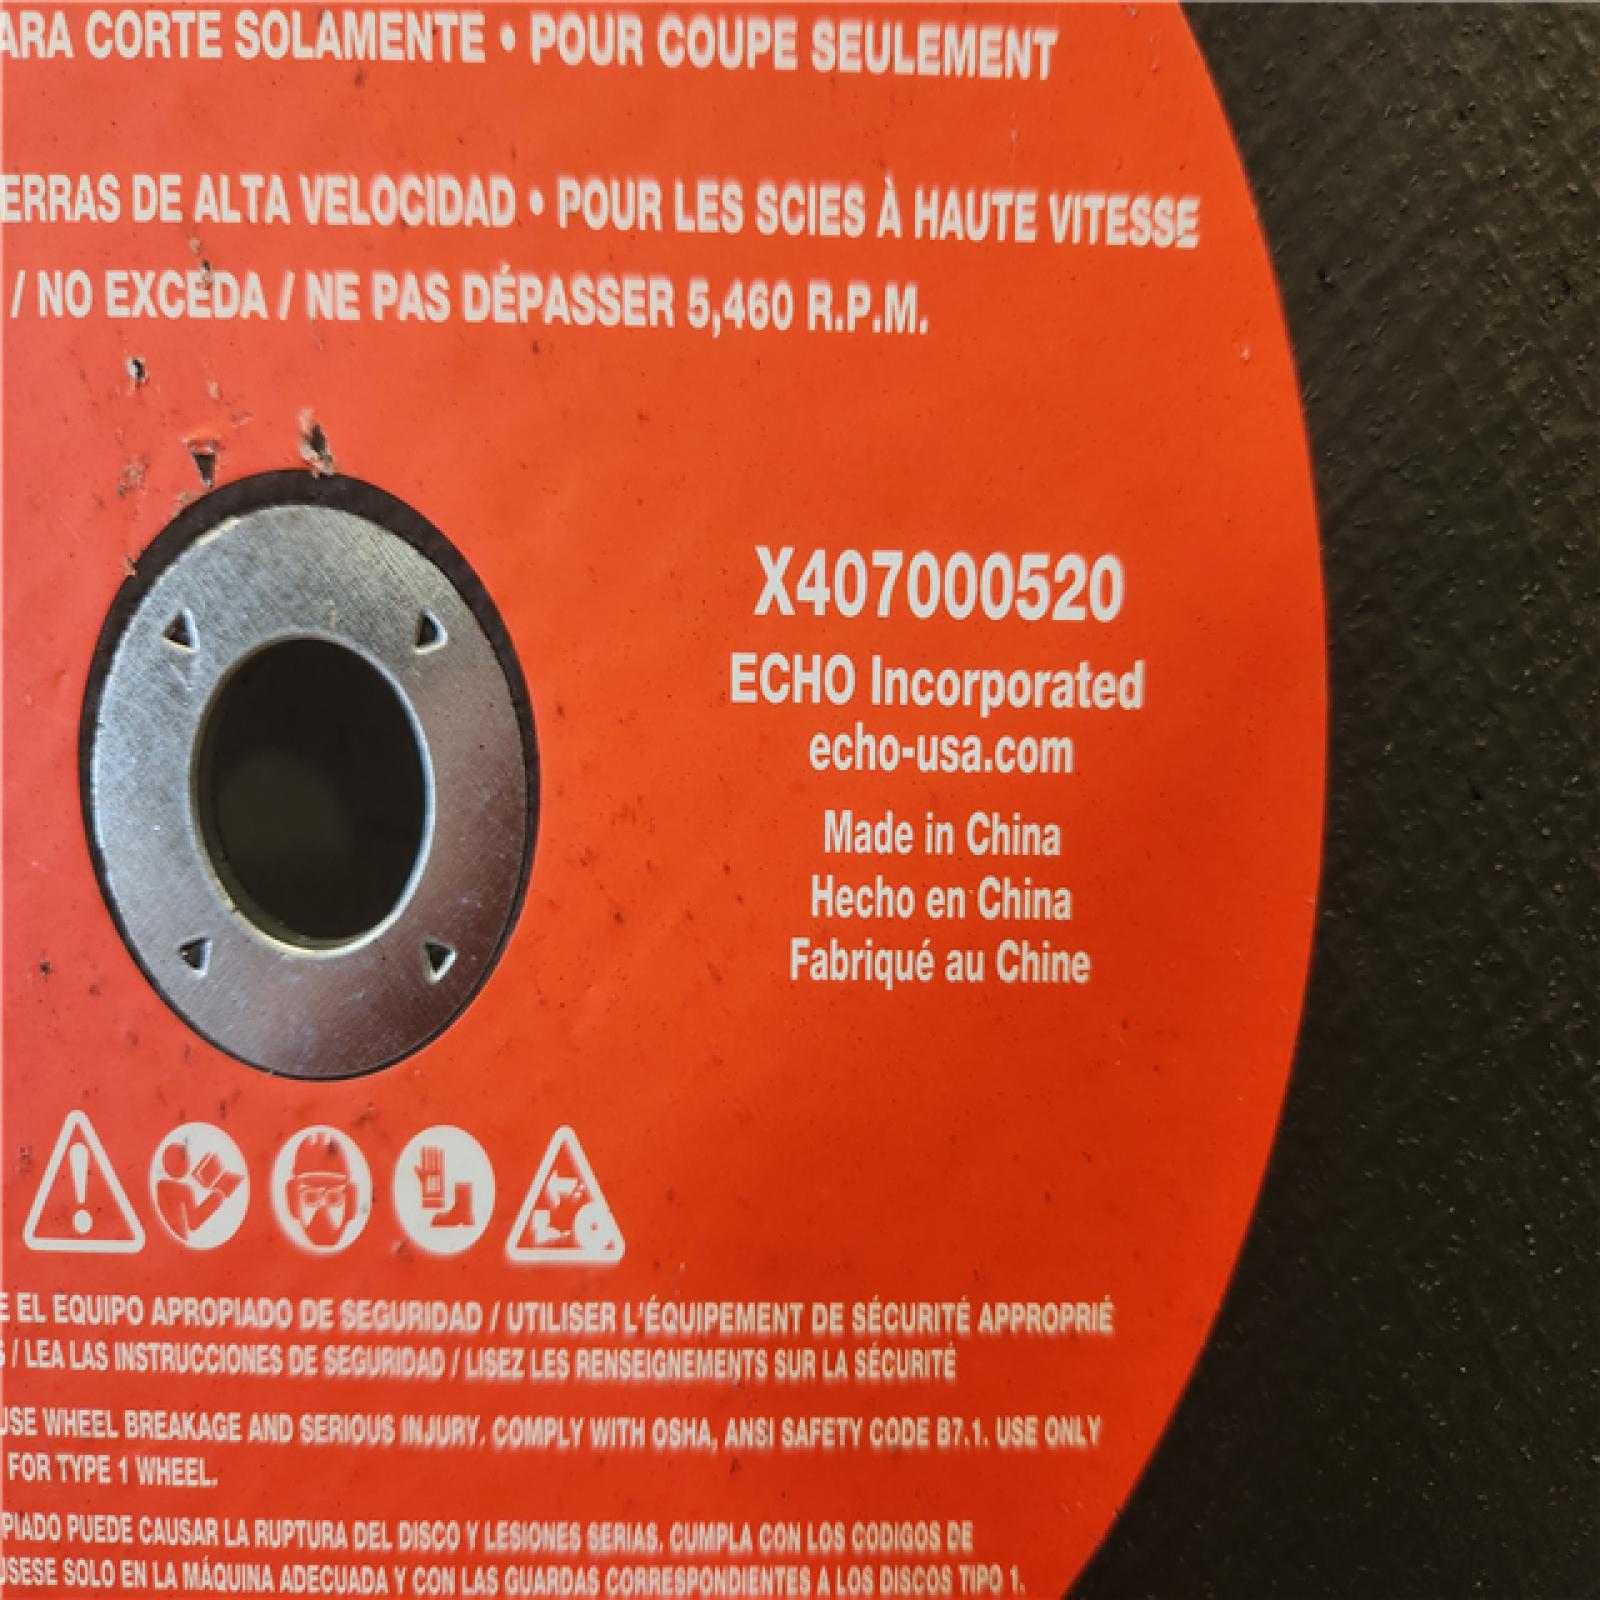 ARA CORTE SOLAMENTE • POUR COUPE SEULEMENT
ERRAS DE ALTA VELOCIDAD • POUR LES SCIES À HAUTE VITESSE
/ NO EXCEDA / NE PAS DÉPASSER 5,460 R.P.M.
X407000520
ECHO Incorporated
echo-usa.com
Made in China
Hecho en China
Fabriqué au Chine
E EL EQUIPO APROPIADO DE SEGURIDAD / UTILISER L'ÉQUIPEMENT DE SÉCURITÉ APPROPRIÉ
S / LEA LAS INSTRUCCIONES DE SEGURIDAD / LISEZ LES RENSEIGNEMENTS SUR LA SÉCURITÉ
USE WHEEL BREAKAGE AND SERIOUS INJURY. COMPLY WITH OSHA, ANSI SAFETY CODE B7.1. USE ONLY
FOR TYPE 1 WHEEL.
PIADO PUEDE CAUSAR LA RUPTURA DEL DISCO Y LESIONES SERIAS. CUMPLA CON LOS CODIGOS DE
USESE SOLO EN LA MÁQUINA ADECUADA Y CON LAS GUARDAS CORRESPONDIENTES A LOS DISCOS TIPO 1.